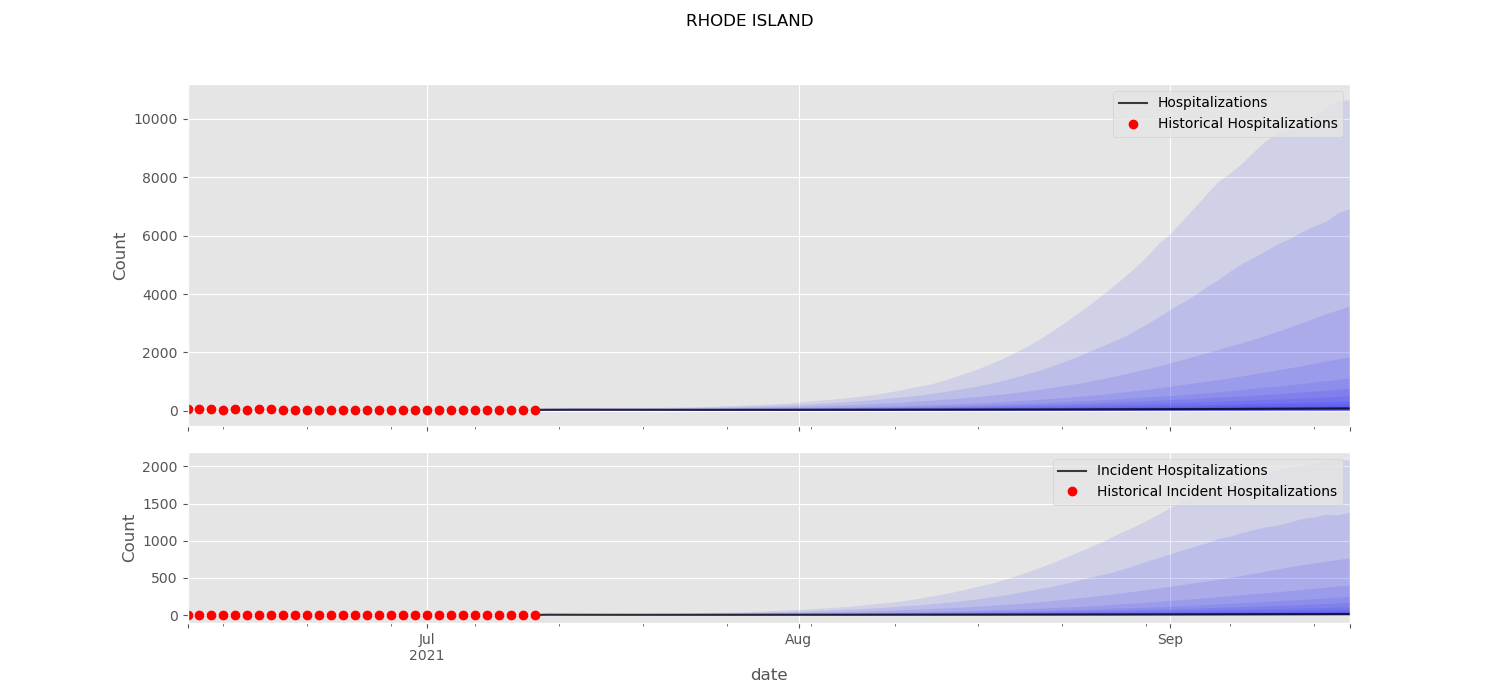 RHODE ISLAND
Hospitalizations
Historical Hospitalizations
10000
8000
6000
4000
2000
0
Count
Incident Hospitalizations
Historical Incident Hospitalizations
2000
1500
1000
500
0
Count
Jul
2021
Aug
Sep
date